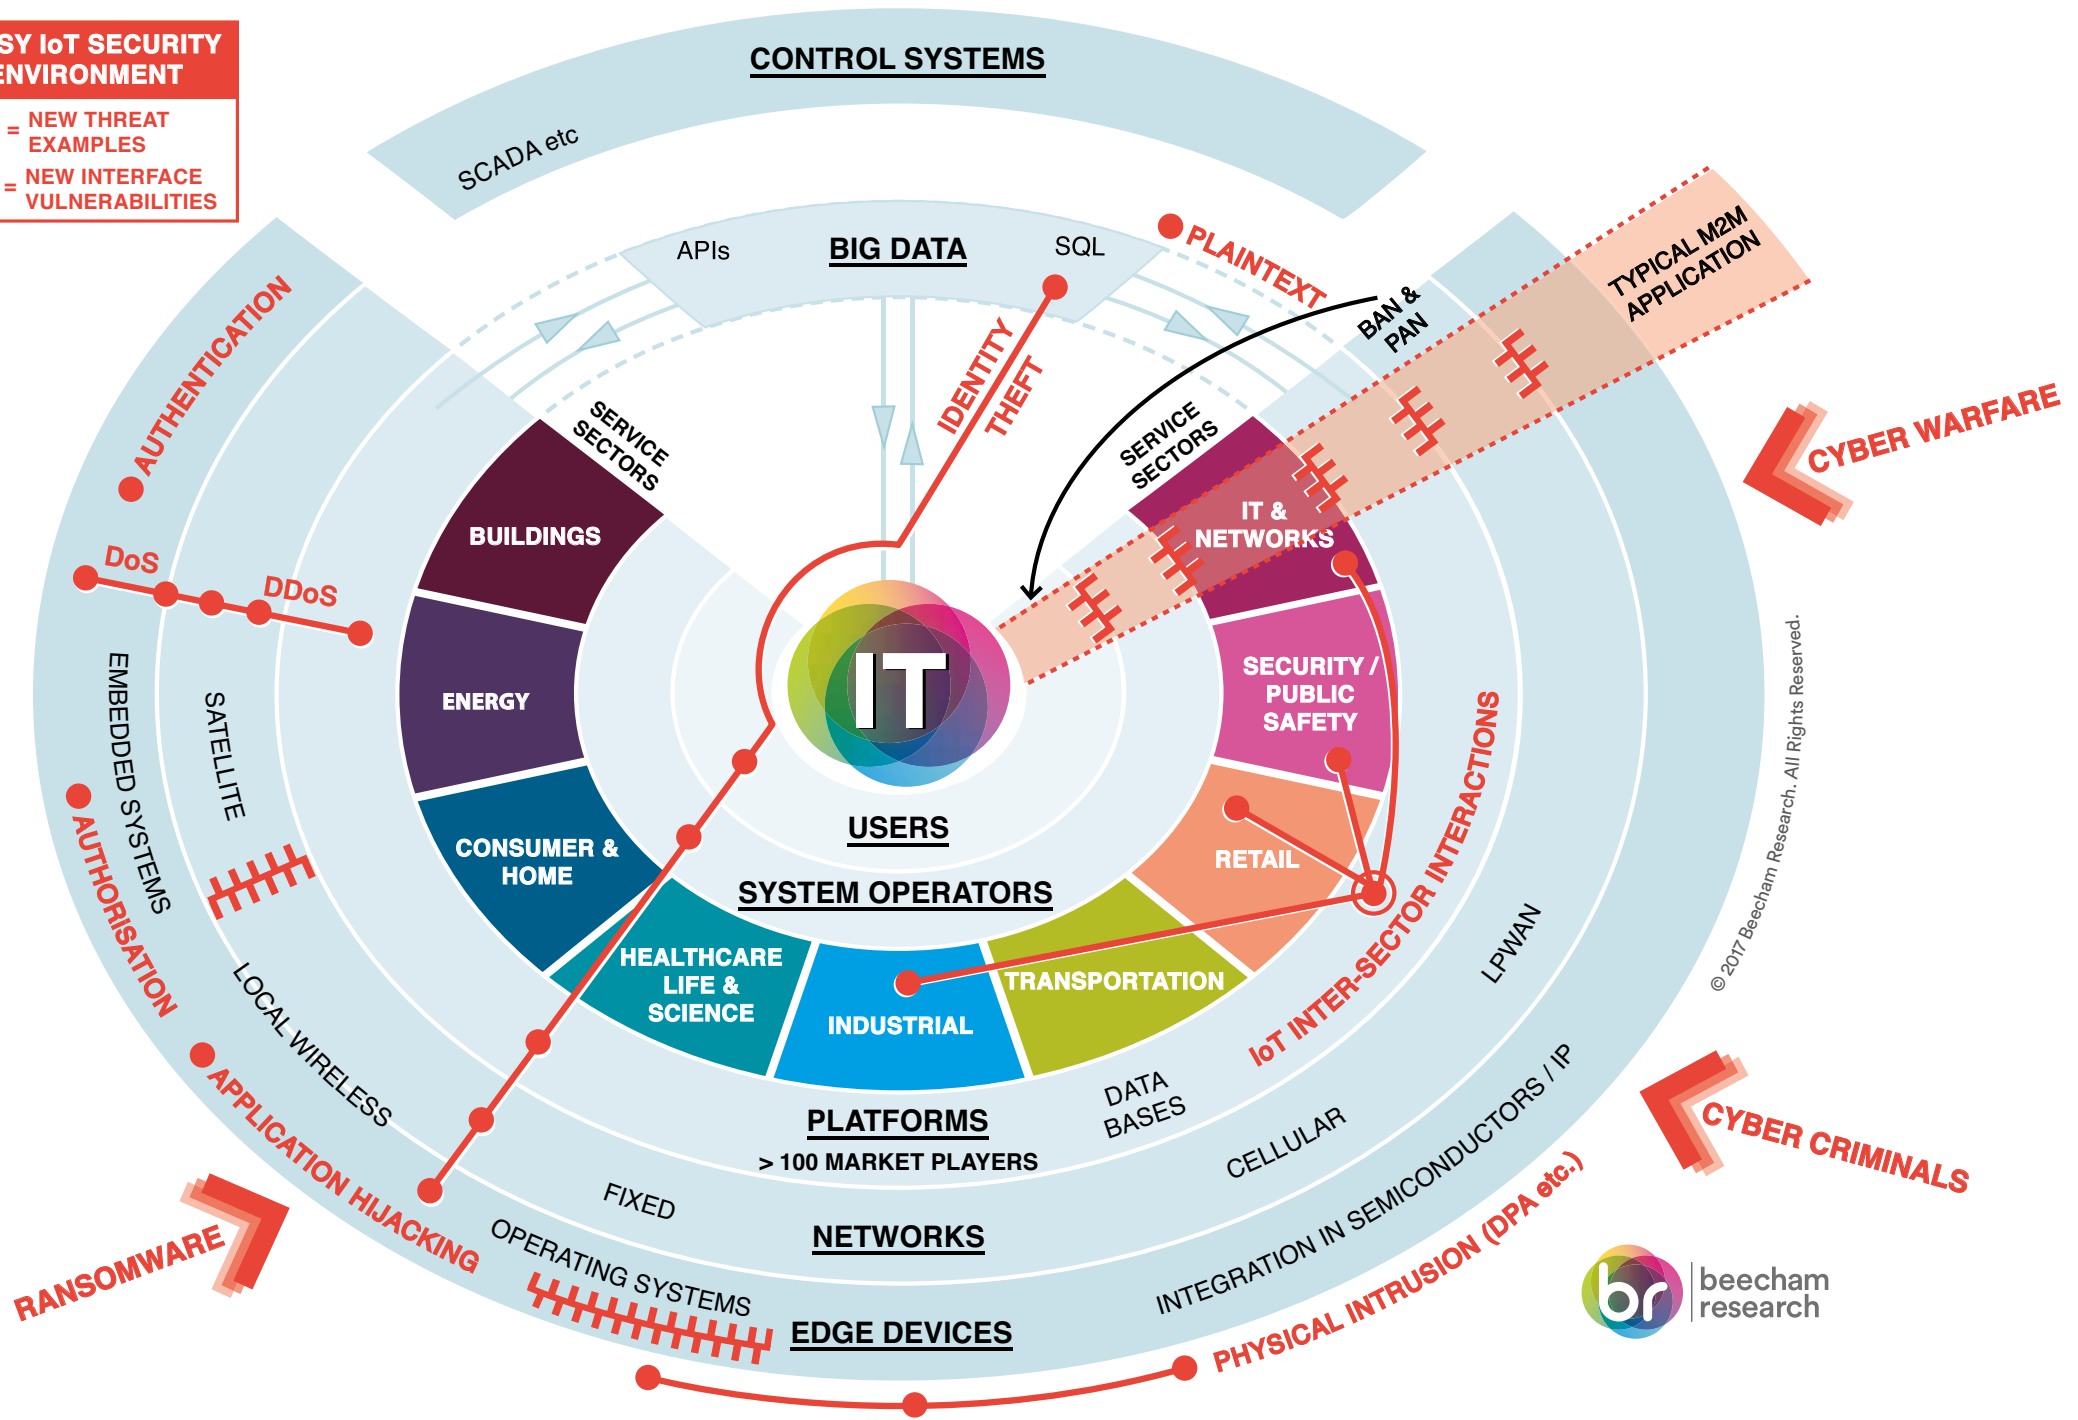 SY IoT SECURITY
ENVIRONMENT
= NEW THREAT
EXAMPLES
= NEW INTERFACE
VULNERABILITIES
CONTROL SYSTEMS
SCADA etc
APIs
BIG DATA
SQL
PLAINTEXT
BAN &
PAN
TYPICAL M2M
APPLICATION
AUTHENTICATION
IDENTITY
THEFT
SERVICE
SECTORS
SERVICE
SECTORS
CYBER WARFARE
BUILDINGS
IT &
NETWORKS
DoS
DDoS
ENERGY
IT
SECURITY /
PUBLIC
SAFETY
EMBEDDED SYSTEMS
SATELLITE
AUTHORISATION
CONSUMER &
HOME
USERS
RETAIL
SYSTEM OPERATORS
IoT INTER-SECTOR INTERACTIONS
LPWAN
© 2017 Beecham Research. All Rights Reserved.
HEALTHCARE
LIFE &
SCIENCE
INDUSTRIAL
TRANSPORTATION
LOCAL WIRELESS
DATA
BASES
PLATFORMS
> 100 MARKET PLAYERS
CELLULAR
APPLICATION HIJACKING
CYBER CRIMINALS
FIXED
NETWORKS
INTEGRATION IN SEMICONDUCTORS / IP
RANSOMWARE
OPERATING SYSTEMS
EDGE DEVICES
PHYSICAL INTRUSION (DPA etc.)
br
beecham
research